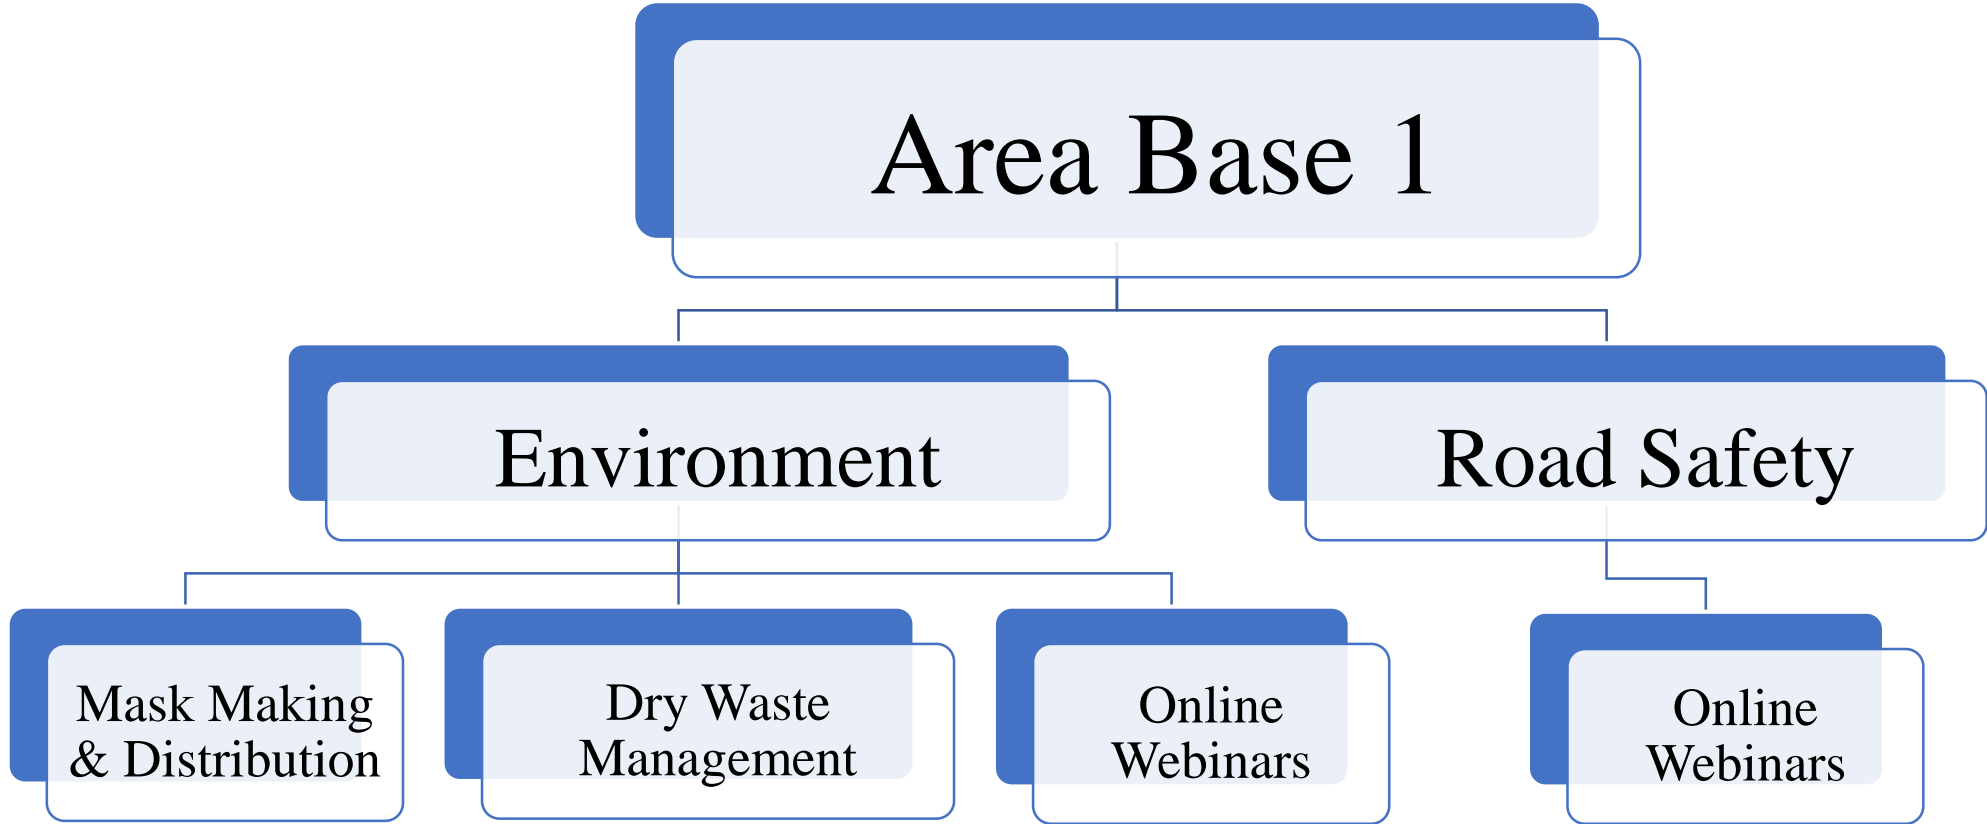 Area Base 1
Environment
Road Safety
Mask Making
& Distribution
Dry Waste
Management
Online
Webinars
Online
Webinars